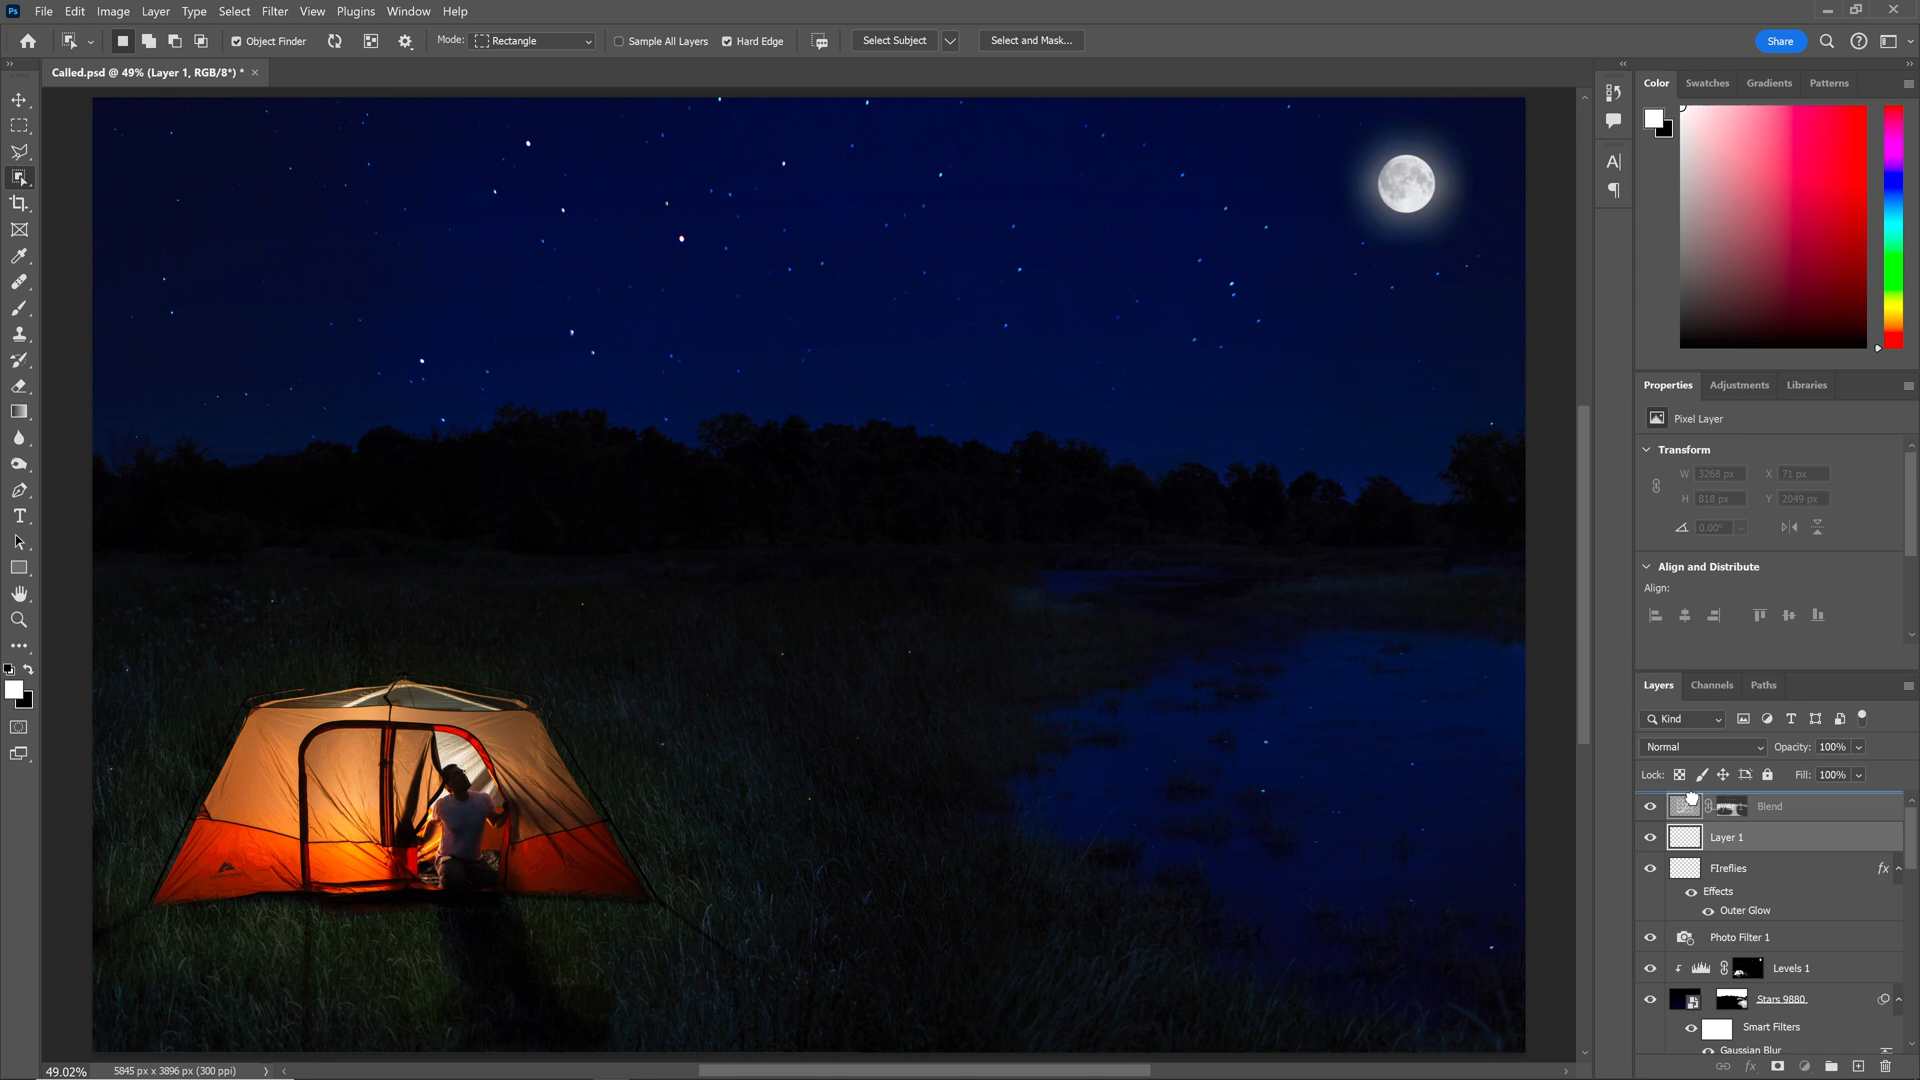 Ps File Edit Image Layer Type Select Filter View Plugins Window Help
Object Finder Mode: Rectangle Sample All Layers Hard Edge Select Subject Select and Mask... Share
Called.psd @ 49% (Layer 1, RGB/8*) *
Color Swatches Gradients Patterns
Properties Adjustments Libraries
Pixel Layer
Transform
W 3268 px X 71 px
H 818 px Y 2049 px
0.00°
Align and Distribute
Align:
Layers Channels Paths
Kind
Normal Opacity: 100%
Lock: Fill: 100%
Layer 1 Blend
Layer 1
FIreflies fx
Effects
Outer Glow
Photo Filter 1
Levels 1
Stars 9880
Smart Filters
Gaussian Blur
49.02% 5845 px x 3896 px (300 ppi)